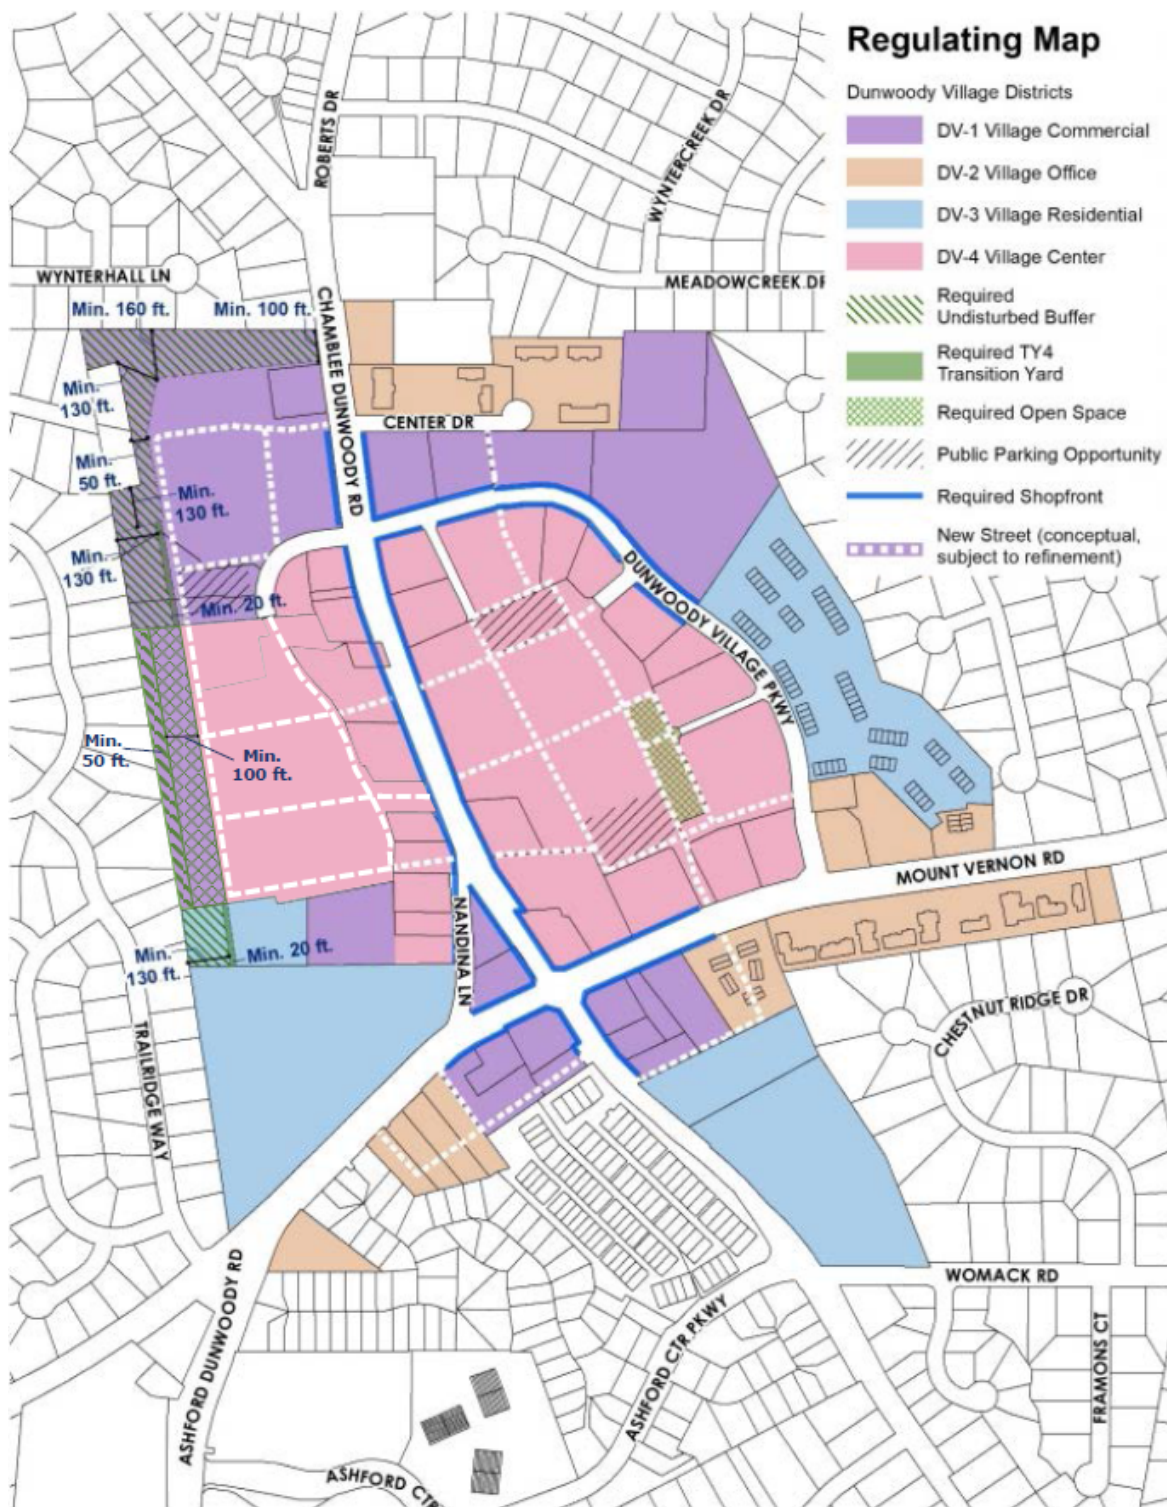 Regulating Map
Dunwoody Village Districts
DV-1 Village Commercial
DV-2 Village Office
DV-3 Village Residential
DV-4 Village Center
Required
Undisturbed Buffer
Required TY4
Transition Yard
Required Open Space
Public Parking Opportunity
Required Shopfront
New Street (conceptual,
subject to refinement)
ROBERTS DR
WYNTERCREEK DR
WYNTERHALL LN
MEADOWCREEK DR
Min. 160 ft.
Min. 100 ft.
CHAMBLEE DUNWOODY RD
Min.
130 ft.
CENTER DR
Min.
50 ft.
Min.
130 ft.
Min.
130 ft.
Min. 20 ft.
DUNWOODY VILLAGE PKWY
Min.
50 ft.
Min.
100 ft.
MOUNT VERNON RD
NANDINA LN
Min.
130 ft.
Min. 20 ft.
CHESTNUT RIDGE DR
TRAILRIDGE WAY
ASHFORD DUNWOODY RD
WOMACK RD
ASHFORD CTR PKWY
FRAMONS CT
ASHFORD CTR